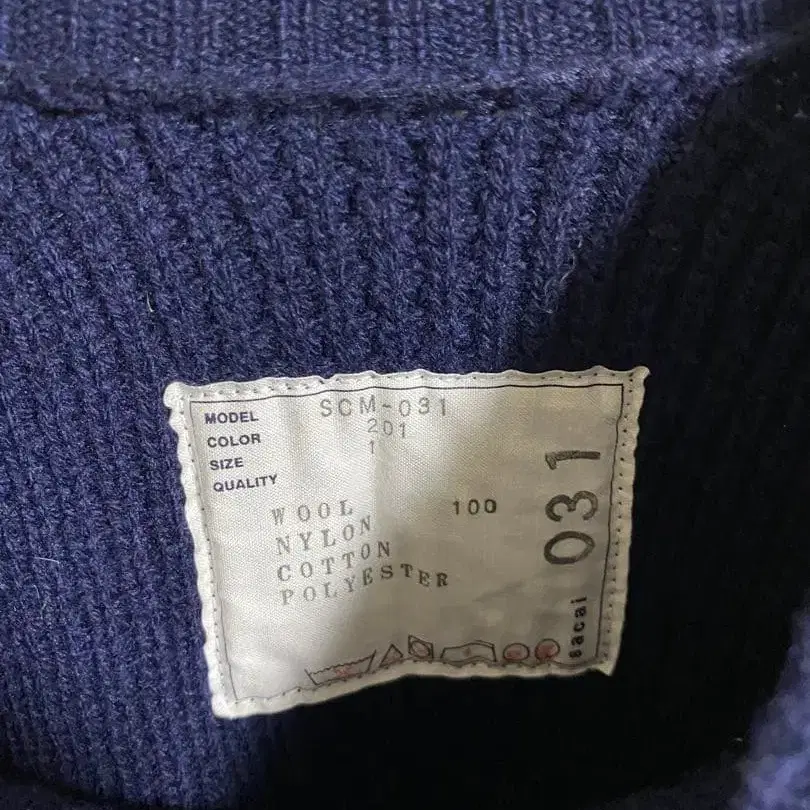 MODEL SCM-031
COLOR 201
SIZE 1
QUALITY
WOOL 100
NYLON
COTTON
POLYESTER
031
sacai